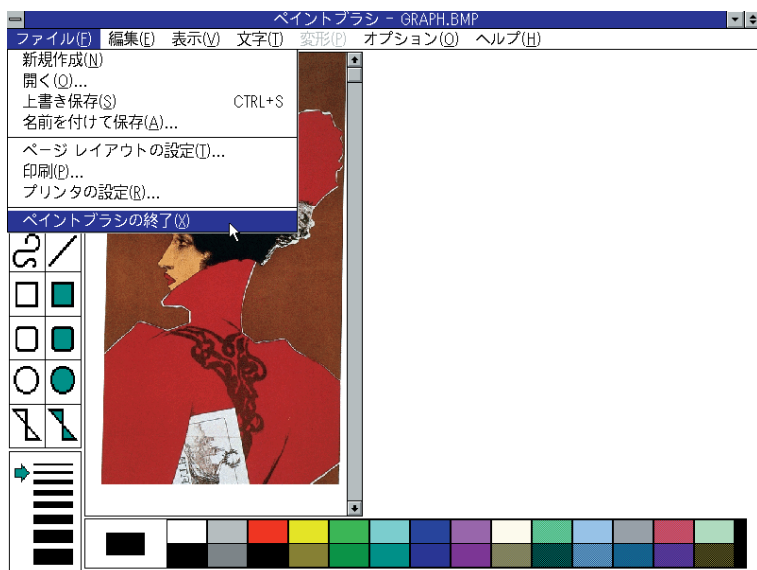 ペイントブラシ - GRAPH.BMP
ファイル(F) 編集(E) 表示(V) 文字(T) 変形(P) オプション(O) ヘルプ(H)
新規作成(N)
開く(O)...
上書き保存(S) CTRL+S
名前を付けて保存(A)...
ページ レイアウトの設定(T)...
印刷(P)...
プリンタの設定(R)...
ペイントブラシの終了(X)